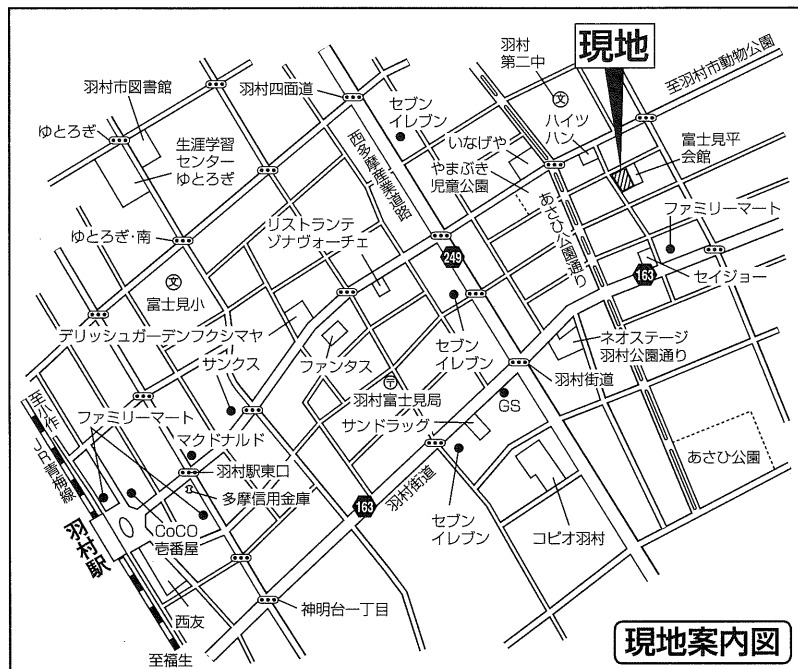 羽村
第二中
現地
至羽村市動物公園
羽村市図書館
羽村四面道
セブン
イレブン
いなげや
ハイツ
ハン
富士見平
会館
ゆとろぎ
生涯学習
センター
ゆとろぎ
西多摩産業道路
やまぶき
児童公園
あさひ公園通り
ファミリーマート
ゆとろぎ・南
リストランテ
ゾナヴォーチェ
249
163
セイジョー
富士見小
デリッシュガーデンフクシマヤ
サンクス
ファンタス
セブン
イレブン
ネオステージ
羽村公園通り
羽村街道
羽村富士見局
GS
サンドラッグ
至小作
JR青梅線
ファミリーマート
マクドナルド
羽村駅東口
多摩信用金庫
羽村街道
163
セブン
イレブン
コピオ羽村
あさひ公園
羽村駅
CoCo
壱番屋
西友
神明台一丁目
至福生
現地案内図